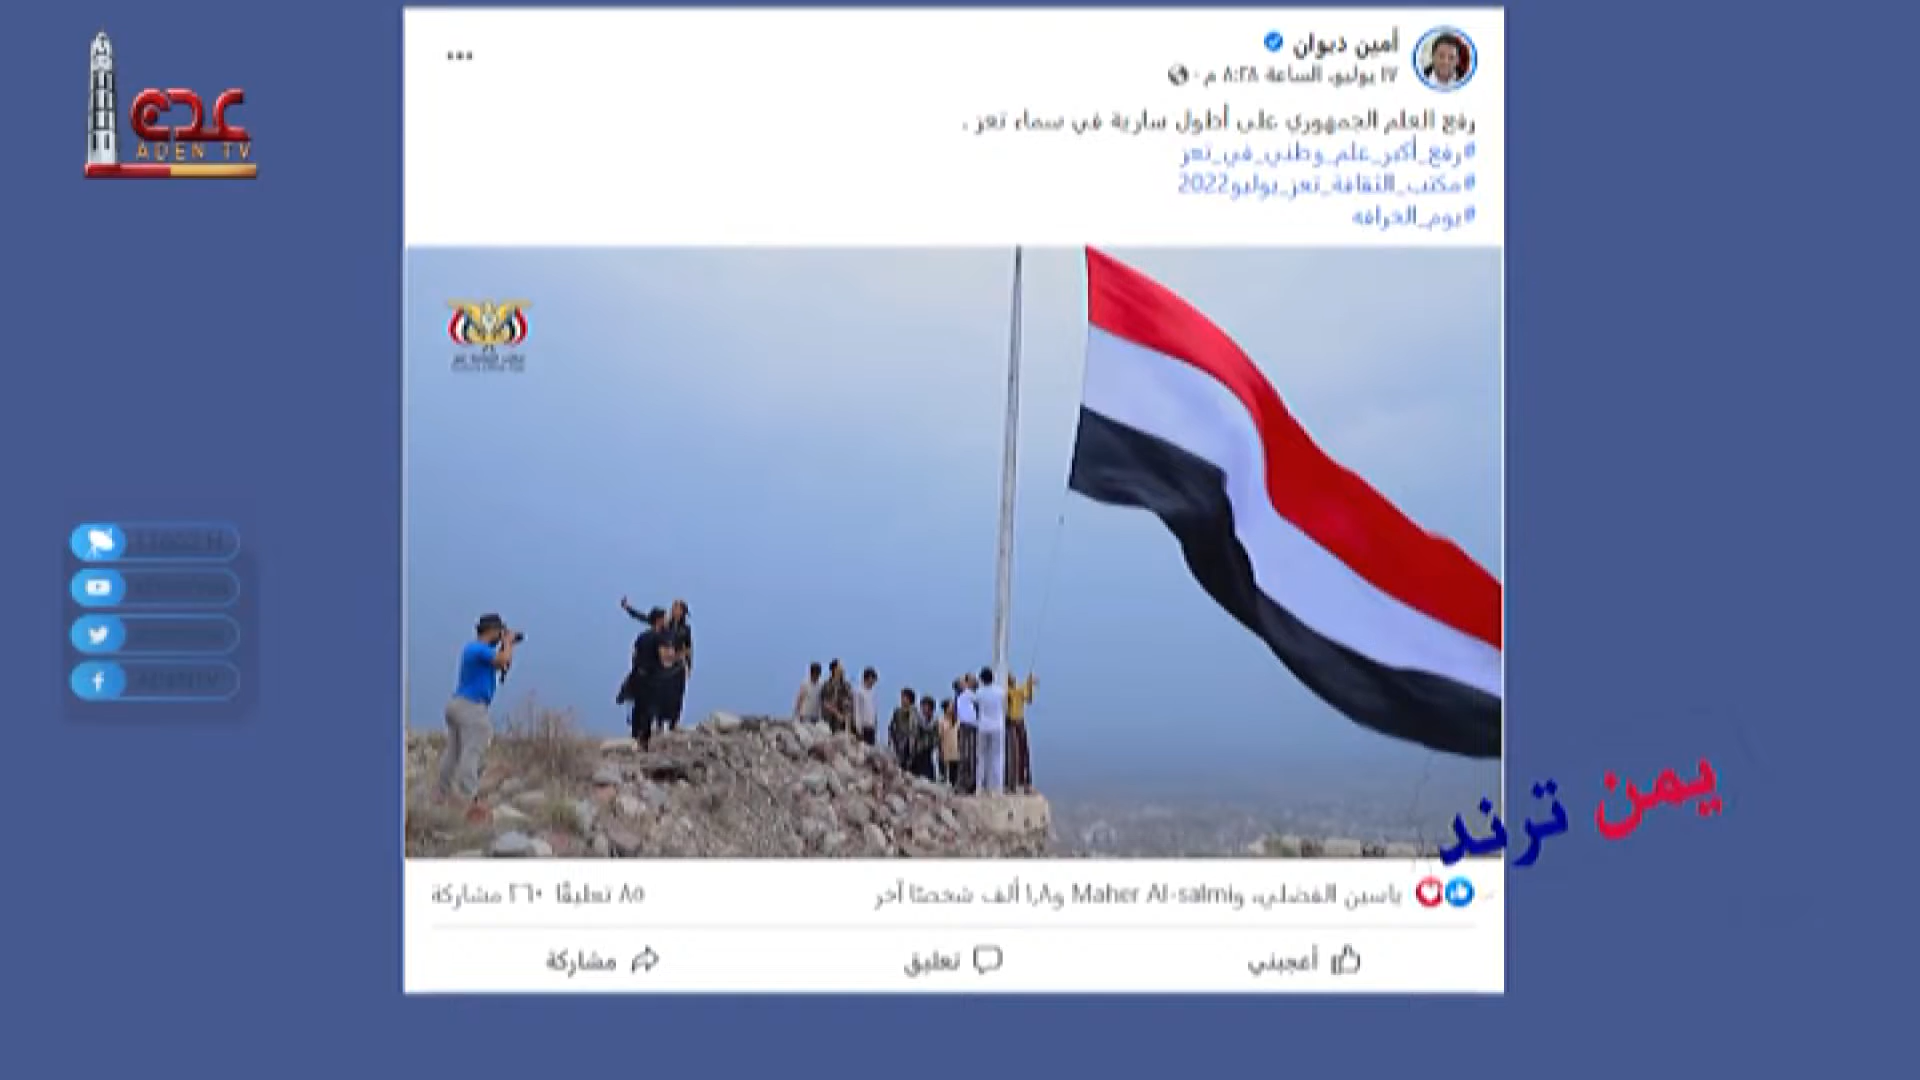 عدن
ADEN TV
أمين دبوان
١٧ يوليو، الساعة ٨:٢٨ م
رفع العلم الجمهوري على أطول سارية في سماء تعز .
#رفع_أكبر_علم_وطني_في_تعز
#مكتب_الثقافة_تعز_يوليو2022
#يوم_الخرافه
يمن ترند
ياسين الفضلي، وMaher Al-salmi و١٫٨ ألف شخصًا آخر
٨٥ تعليقًا ٢٦٠ مشاركة
أعجبني
تعليق
مشاركة